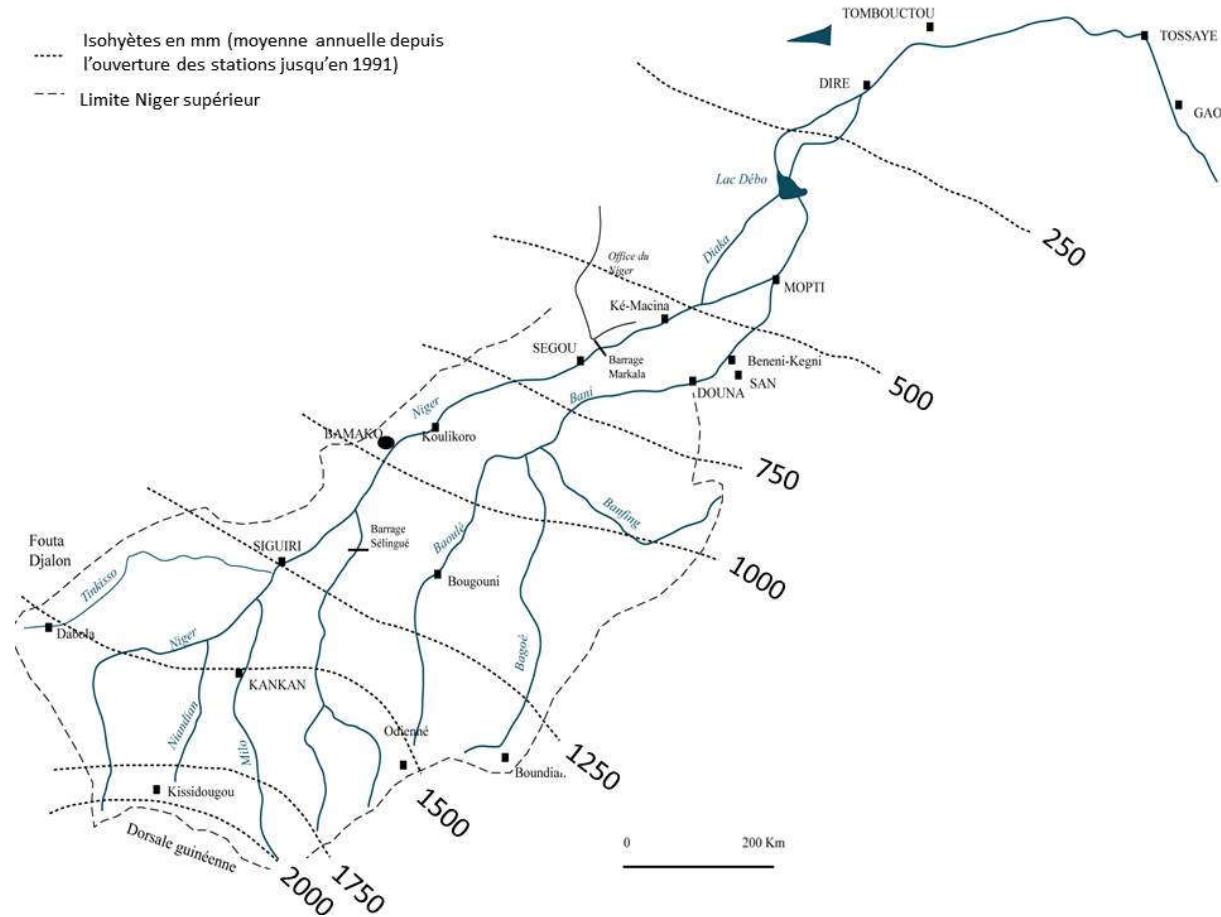 Isohyètes en mm (moyenne annuelle depuis
l'ouverture des stations jusqu'en 1991)
Limite Niger supérieur
TOMBOUCTOU
TOSSAYE
DIRE
GAO
Lac Débo
250
Diaka
Office du
Niger
MOPTI
Ké-Macina
SEGOU
Barrage
Markala
Beneni-Kegni
SAN
DOUNA
500
Bani
Niger
BAMAKO
Koulikoro
750
Banfing
Barrage
Sélingué
Baoulé
Fouta
Djalon
SIGUIRI
1000
Tinkisso
Bougouni
Dabola
Niger
Bagoé
KANKAN
Niandian
Milo
Odienné
1250
Boundia.
Kissidougou
1500
Dorsale guinéenne
1750
2000
0
200 Km